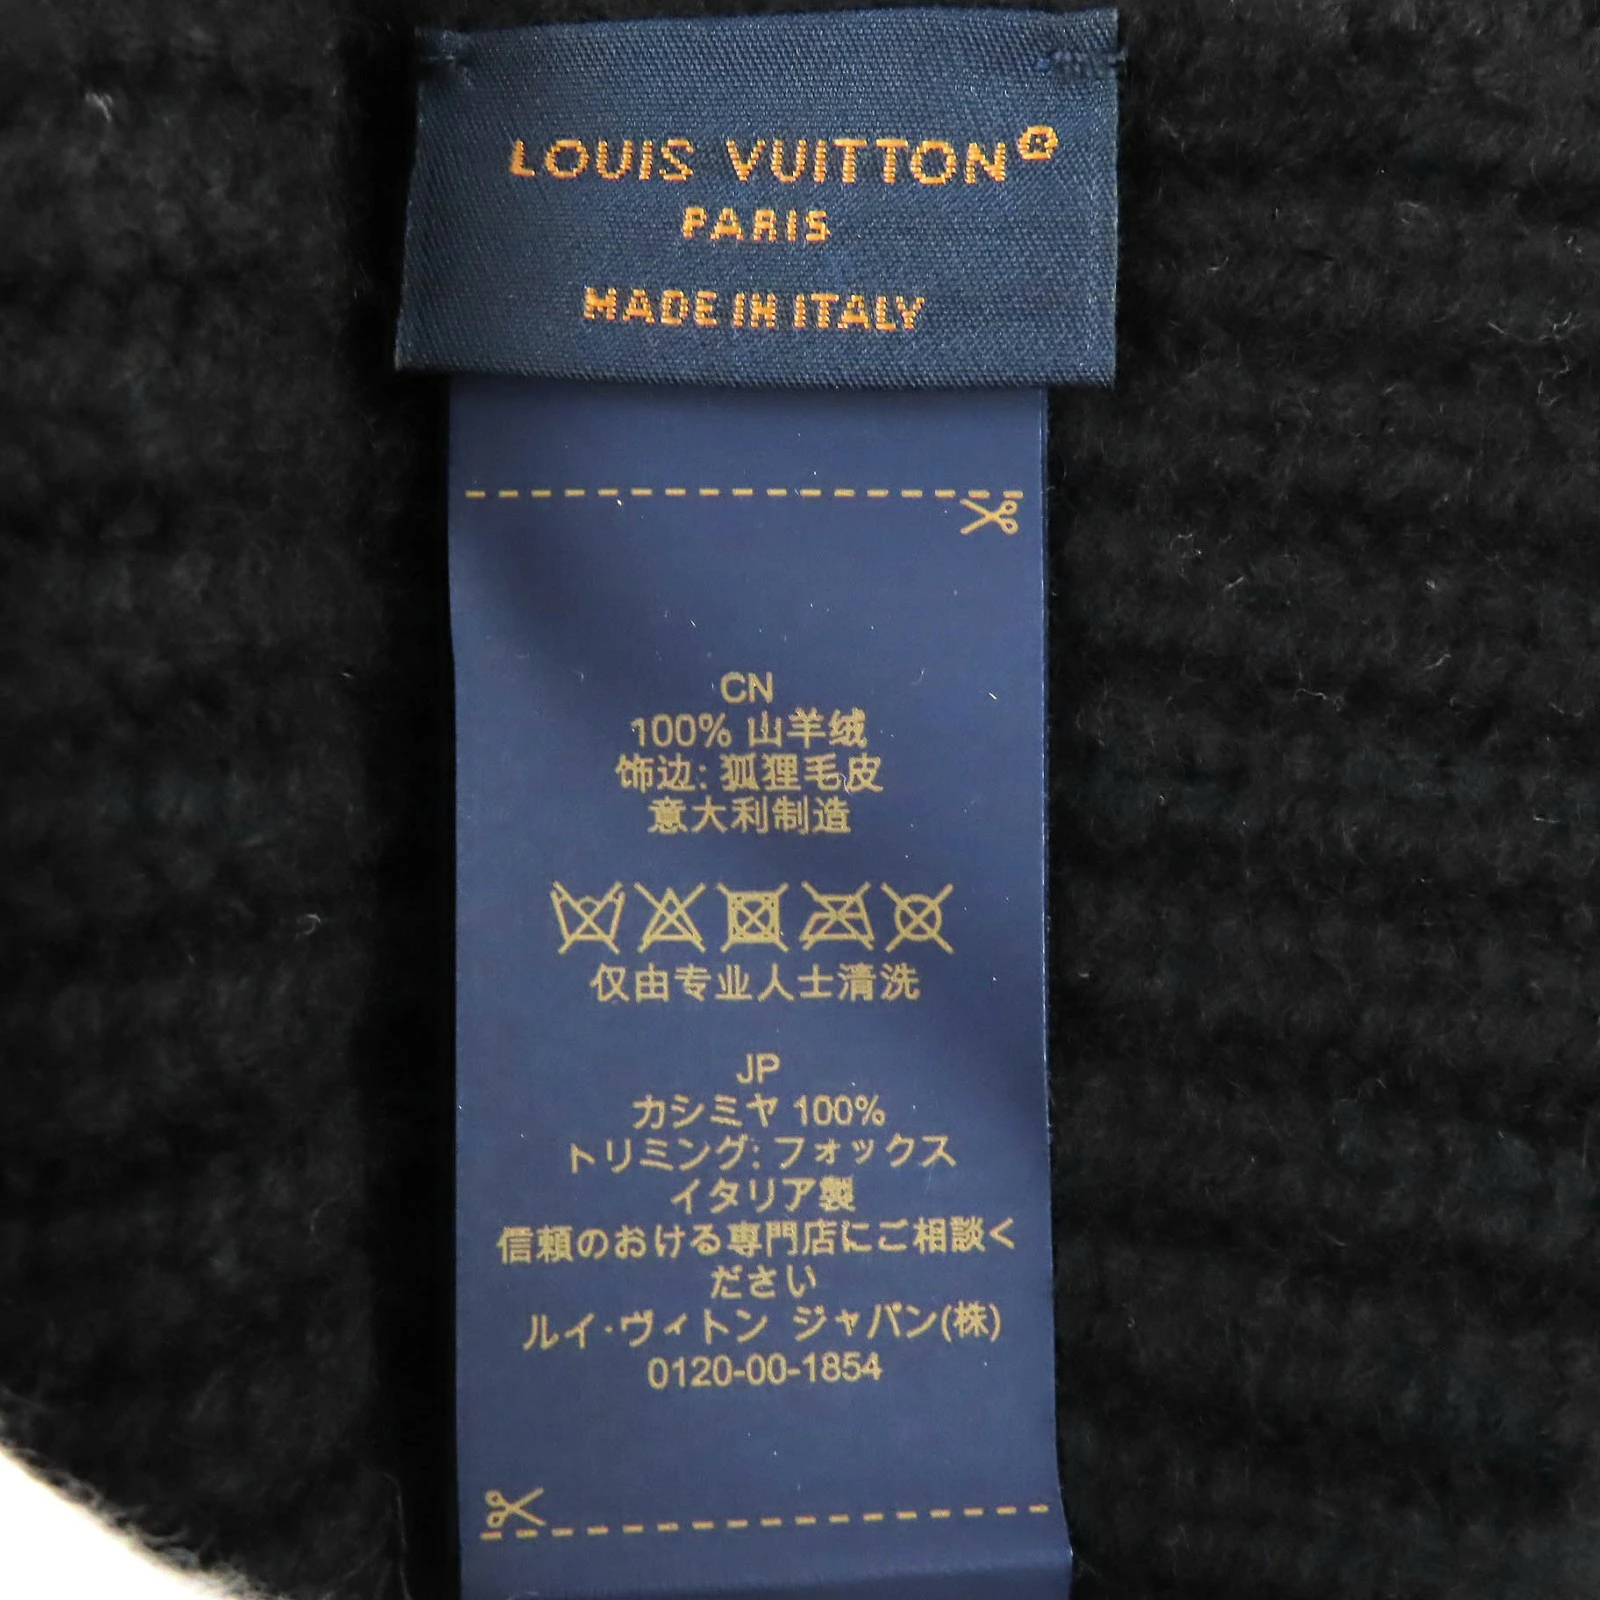 LOUIS VUITTON®
PARIS
MADE IN ITALY
CN
100% 山羊绒
饰边: 狐狸毛皮
意大利制造
仅由专业人士清洗
JP
カシミヤ 100%
トリミング: フォックス
イタリア製
信頼のおける専門店にご相談く
ださい
ルイ·ヴィトン ジャパン(株)
0120-00-1854